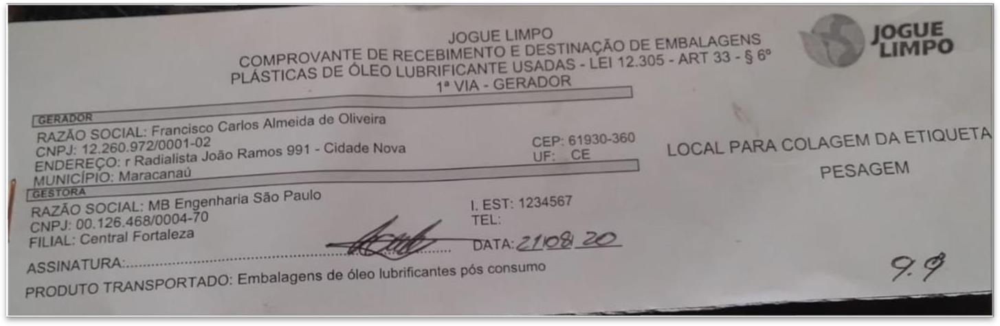 JOGUE LIMPO
COMPROVANTE DE RECEBIMENTO E DESTINAÇÃO DE EMBALAGENS
PLÁSTICAS DE ÓLEO LUBRIFICANTE USADAS - LEI 12.305 - ART 33 - § 6º
1ª VIA - GERADOR
JOGUE
LIMPO
GERADOR
RAZÃO SOCIAL: Francisco Carlos Almeida de Oliveira
CNPJ: 12.260.972/0001-02
ENDEREÇO: r Radialista João Ramos 991 - Cidade Nova CEP: 61930-360
MUNICÍPIO: Maracanaú UF: CE
GESTORA
RAZÃO SOCIAL: MB Engenharia São Paulo I. EST: 1234567
CNPJ: 00.126.468/0004-70 TEL:
FILIAL: Central Fortaleza
ASSINATURA:................ DATA: 21/08/20
PRODUTO TRANSPORTADO: Embalagens de óleo lubrificantes pós consumo
LOCAL PARA COLAGEM DA ETIQUETA
PESAGEM
9.9